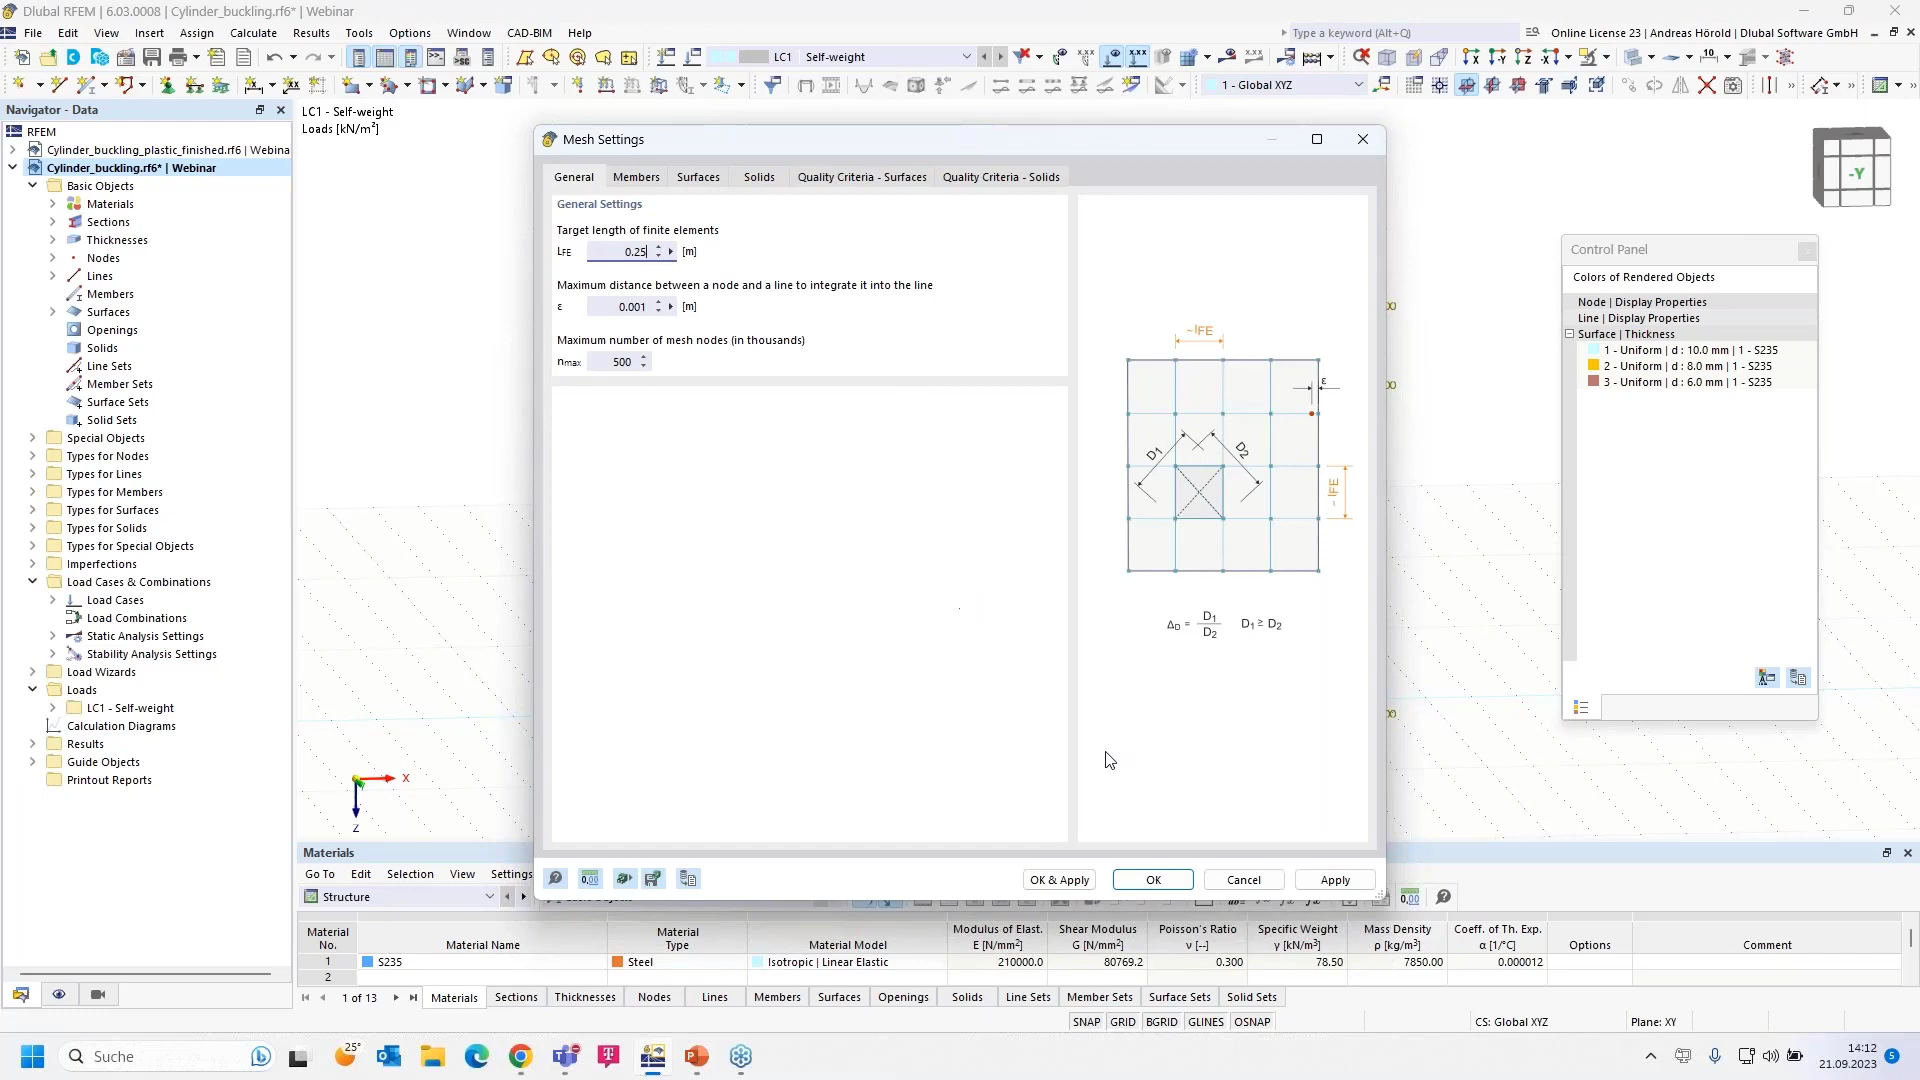 Dlubal RFEM | 6.03.0008 | Cylinder_buckling.rf6* | Webinar
File Edit View Insert Assign Calculate Results Tools Options Window CAD-BIM Help
Type a keyword (Alt+Q)
Online License 23 | Andreas Hörold | Dlubal Software GmbH
LC1 Self-weight
1 - Global XYZ
Navigator - Data
RFEM
Cylinder_buckling_plastic_finished.rf6 | Webina
Cylinder_buckling.rf6* | Webinar
Basic Objects
Materials
Sections
Thicknesses
Nodes
Lines
Members
Surfaces
Openings
Solids
Line Sets
Member Sets
Surface Sets
Solid Sets
Special Objects
Types for Nodes
Types for Lines
Types for Members
Types for Surfaces
Types for Solids
Types for Special Objects
Imperfections
Load Cases & Combinations
Load Cases
Load Combinations
Static Analysis Settings
Stability Analysis Settings
Load Wizards
Loads
LC1 - Self-weight
Calculation Diagrams
Results
Guide Objects
Printout Reports
LC1 - Self-weight
Loads [kN/m²]
X
Z
-Y
Mesh Settings
General Members Surfaces Solids Quality Criteria - Surfaces Quality Criteria - Solids
General Settings
Target length of finite elements
LFE 0.25 [m]
Maximum distance between a node and a line to integrate it into the line
ε 0.001 [m]
Maximum number of mesh nodes (in thousands)
nmax 500
~lFE
ε
D1 D2
~lFE
ΔD = D1 / D2 D1 ≥ D2
OK & Apply OK Cancel Apply
Control Panel
Colors of Rendered Objects
Node | Display Properties
Line | Display Properties
Surface | Thickness
1 - Uniform | d : 10.0 mm | 1 - S235
2 - Uniform | d : 8.0 mm | 1 - S235
3 - Uniform | d : 6.0 mm | 1 - S235
Materials
Go To Edit Selection View Settings
Structure
Material No. Material Name Material Type Material Model Modulus of Elast. E [N/mm²] Shear Modulus G [N/mm²] Poisson's Ratio ν [--] Specific Weight γ [kN/m³] Mass Density ρ [kg/m³] Coeff. of Th. Exp. α [1/°C] Options Comment
1 S235 Steel Isotropic | Linear Elastic 210000.0 80769.2 0.300 78.50 7850.00 0.000012
2
1 of 13 Materials Sections Thicknesses Nodes Lines Members Surfaces Openings Solids Line Sets Member Sets Surface Sets Solid Sets
SNAP GRID BGRID GLINES OSNAP
CS: Global XYZ
Plane: XY
Suche
25°
14:12
21.09.2023
5